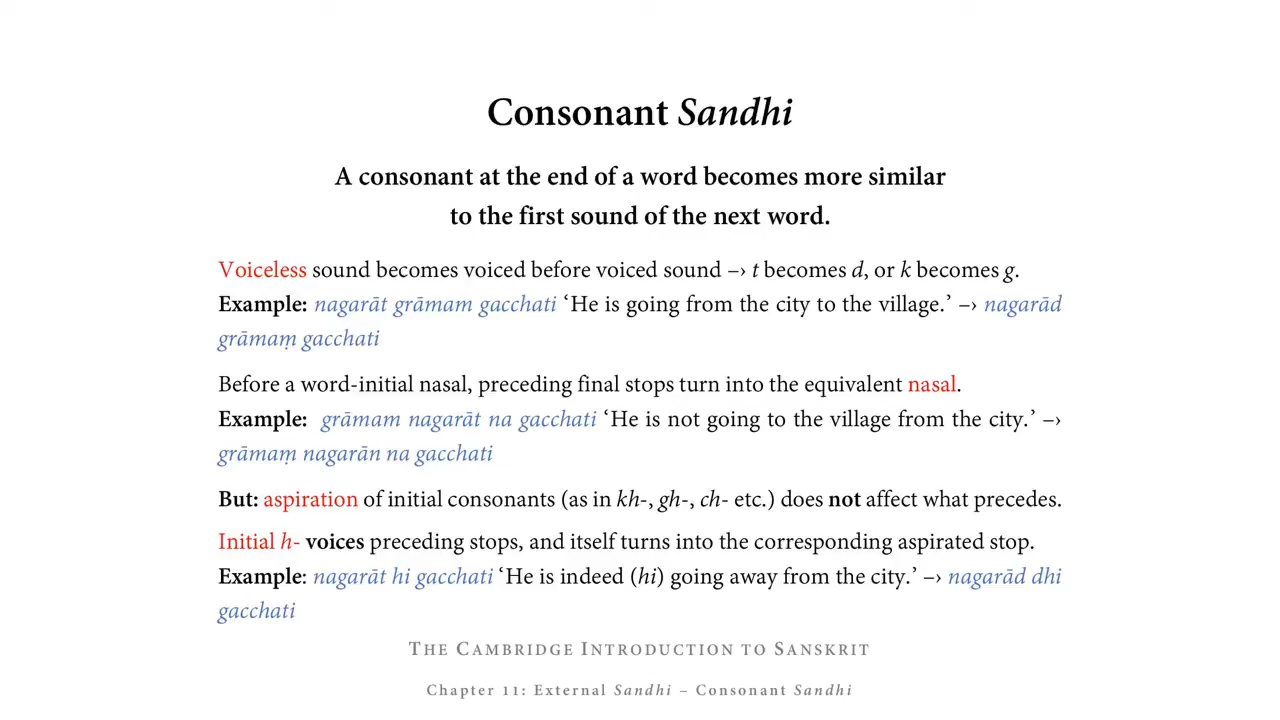 Consonant Sandhi
A consonant at the end of a word becomes more similar
to the first sound of the next word.
Voiceless sound becomes voiced before voiced sound –› t becomes d, or k becomes g.
Example: nagarāt grāmam gacchati ‘He is going from the city to the village.’ –› nagarād
grāmaṃ gacchati
Before a word-initial nasal, preceding final stops turn into the equivalent nasal.
Example: grāmam nagarāt na gacchati ‘He is not going to the village from the city.’ –›
grāmaṃ nagarān na gacchati
But: aspiration of initial consonants (as in kh-, gh-, ch- etc.) does not affect what precedes.
Initial h- voices preceding stops, and itself turns into the corresponding aspirated stop.
Example: nagarāt hi gacchati ‘He is indeed (hi) going away from the city.’ –› nagarād dhi
gacchati
The Cambridge Introduction to Sanskrit
Chapter 11: External Sandhi – Consonant Sandhi